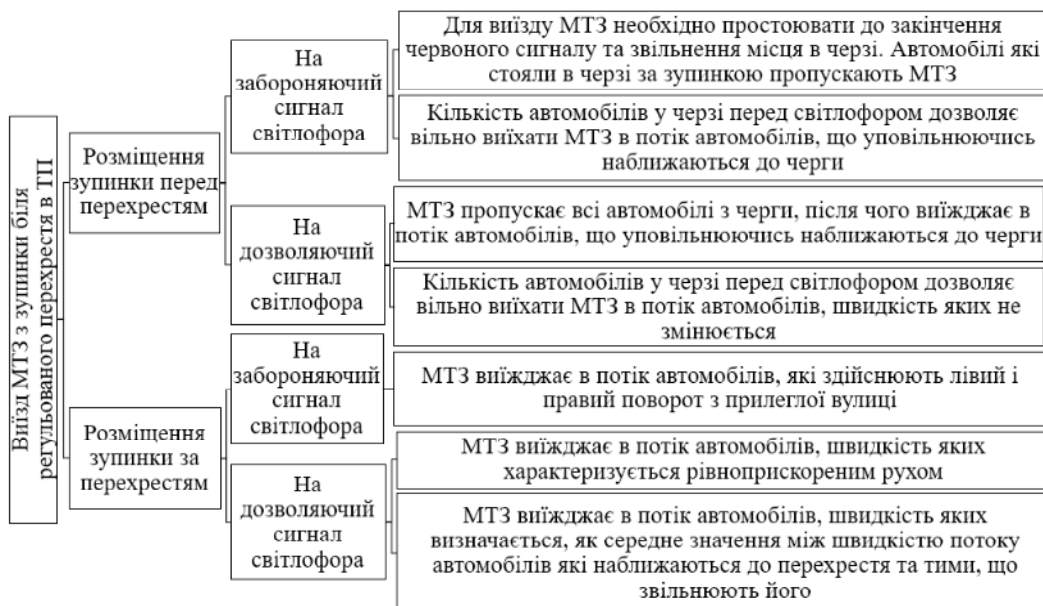 Виїзд МТЗ з зупинки біля
регульованого перехрестя в ТП
Розміщення
зупинки перед
перехрестям
На
забороняючий
сигнал
світлофора
Для виїзду МТЗ необхідно простоювати до закінчення
червоного сигналу та звільнення місця в черзі. Автомобілі які
стояли в черзі за зупинкою пропускають МТЗ
Кількість автомобілів у черзі перед світлофором дозволяє
вільно виїхати МТЗ в потік автомобілів, що уповільнюючись
наближаються до черги
На
дозволяючий
сигнал
світлофора
МТЗ пропускає всі автомобілі з черги, після чого виїжджає в
потік автомобілів, що уповільнюючись наближаються до черги
Кількість автомобілів у черзі перед світлофором дозволяє
вільно виїхати МТЗ в потік автомобілів, швидкість яких не
змінюється
Розміщення
зупинки за
перехрестям
На
забороняючий
сигнал
світлофора
МТЗ виїжджає в потік автомобілів, які здійснюють лівий і
правий поворот з прилеглої вулиці
На
дозволяючий
сигнал
світлофора
МТЗ виїжджає в потік автомобілів, швидкість яких
характеризується рівноприскореним рухом
МТЗ виїжджає в потік автомобілів, швидкість яких
визначається, як середнє значення між швидкістю потоку
автомобілів які наближаються до перехрестя та тими, що
звільнюють його